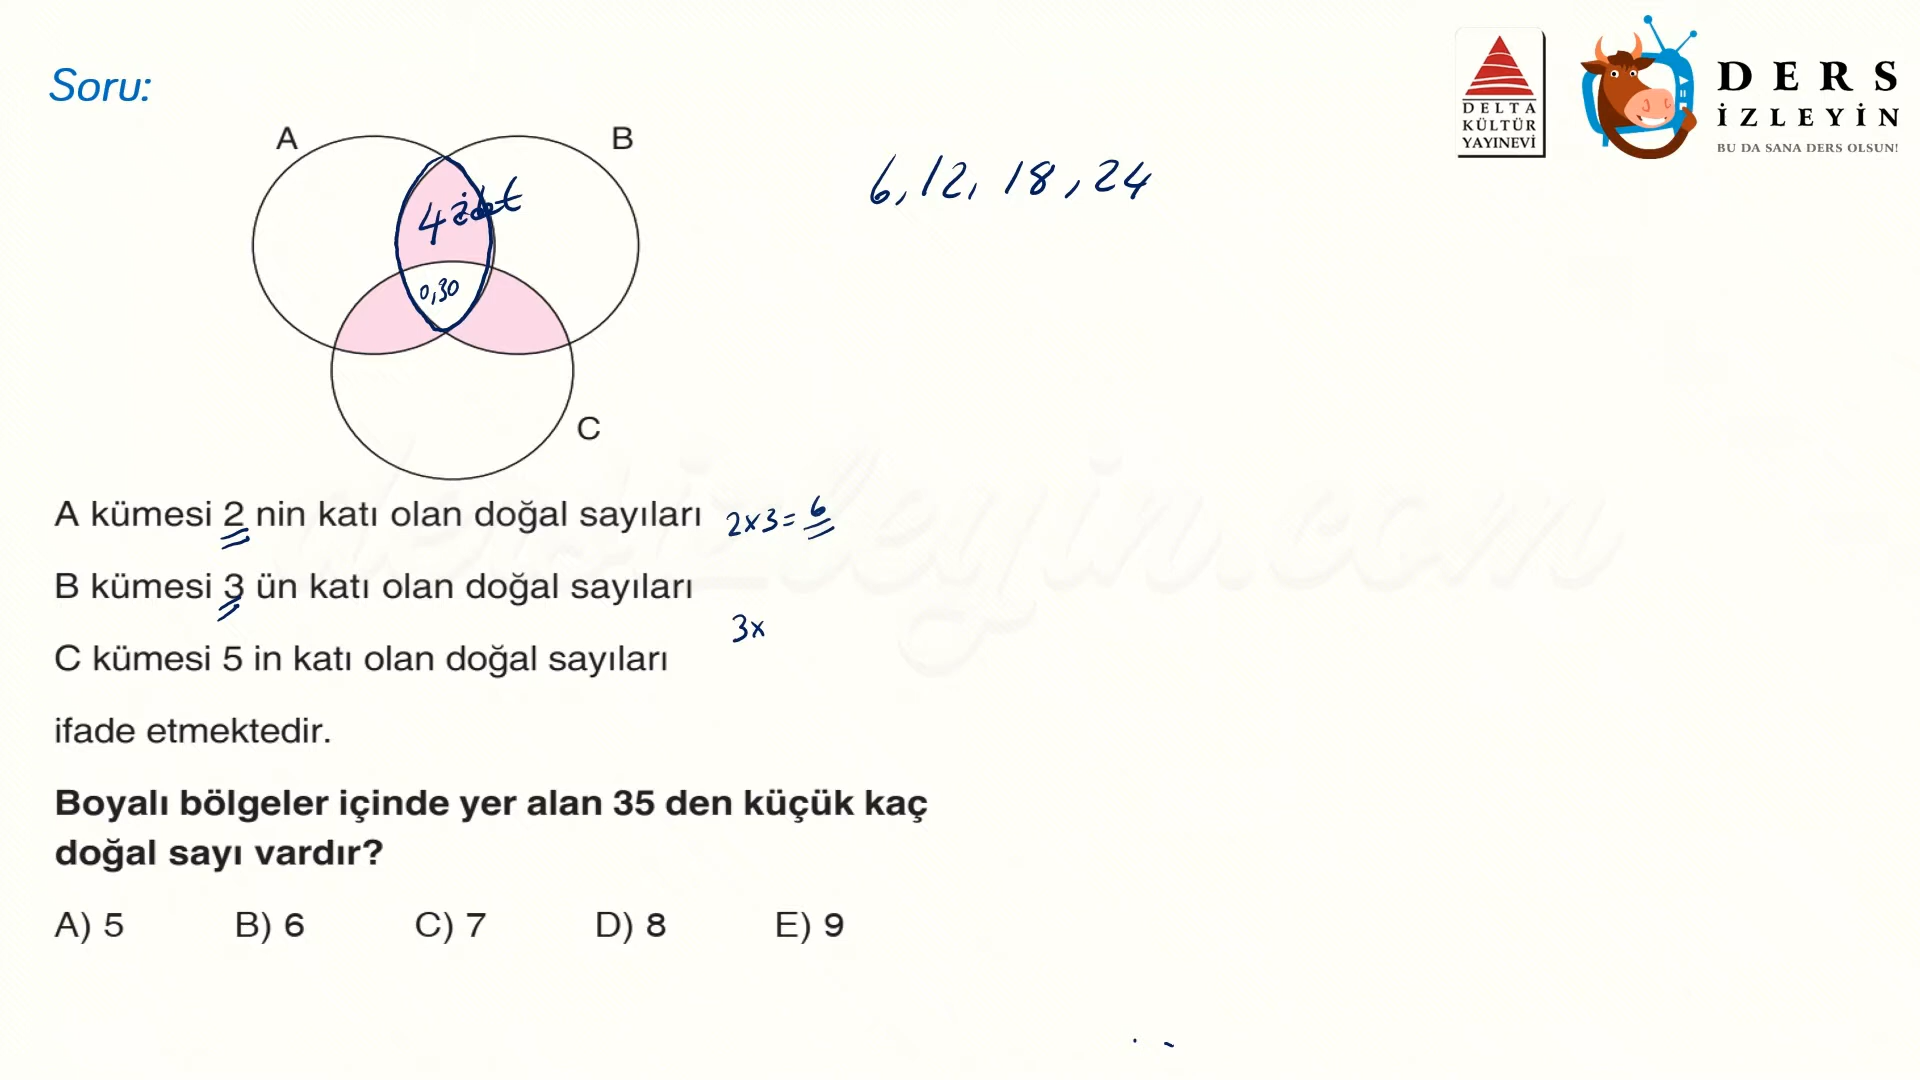 Soru:
DELTA
KÜLTÜR
YAYINEVİ
DERS
İZLEYİN
BU DA SANA DERS OLSUN!
A
B
6, 12, 18, 24
4
0,30
C
dersizleyin.com
A kümesi 2 nin katı olan doğal sayıları 2x3=6
B kümesi 3 ün katı olan doğal sayıları
3x
C kümesi 5 in katı olan doğal sayıları
ifade etmektedir.
Boyalı bölgeler içinde yer alan 35 den küçük kaç
doğal sayı vardır?
A) 5 B) 6 C) 7 D) 8 E) 9